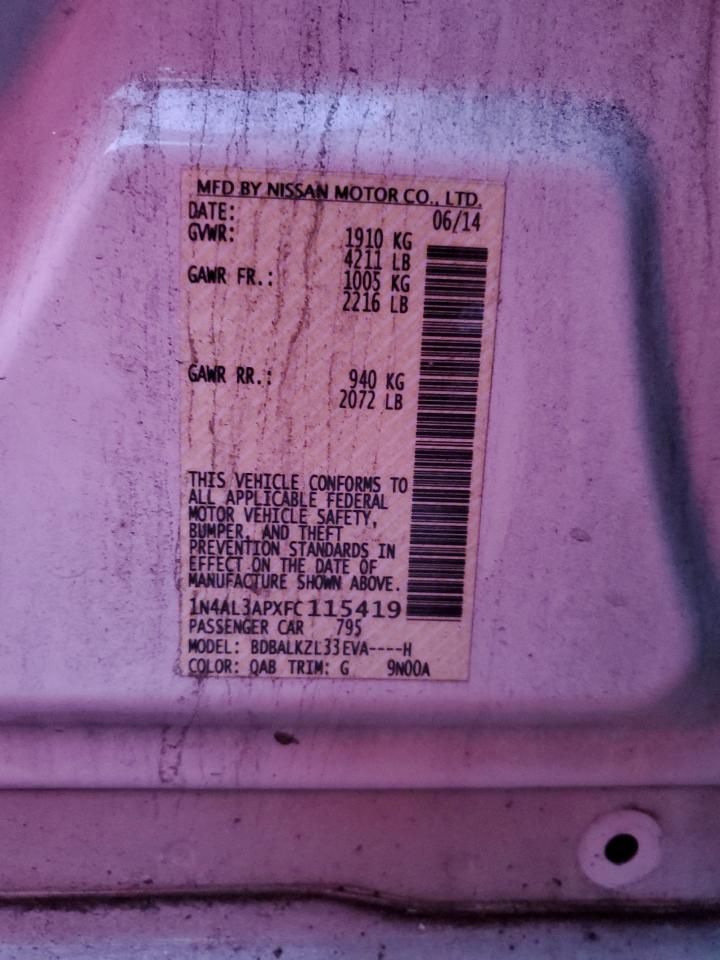 MFD BY NISSAN MOTOR CO., LTD.
DATE: 06/14
GVWR: 1910 KG
4211 LB
GAWR FR.: 1005 KG
2216 LB
GAWR RR.: 940 KG
2072 LB
THIS VEHICLE CONFORMS TO
ALL APPLICABLE FEDERAL
MOTOR VEHICLE SAFETY,
BUMPER, AND THEFT
PREVENTION STANDARDS IN
EFFECT ON THE DATE OF
MANUFACTURE SHOWN ABOVE.
1N4AL3APXFC115419
PASSENGER CAR 795
MODEL: BDBALKZL33EVA----H
COLOR: QAB TRIM: G 9N00A